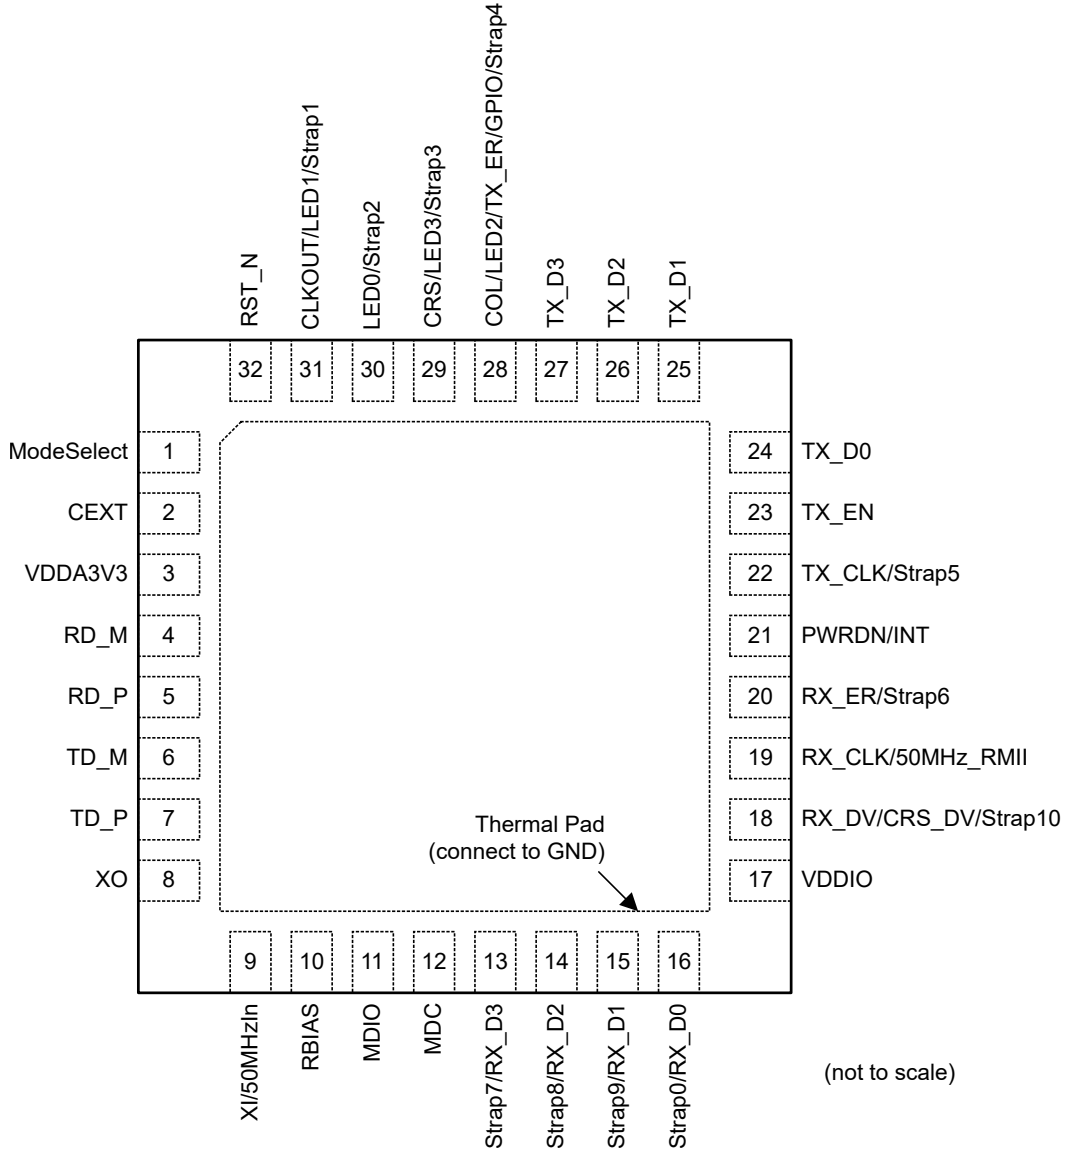 COL/LED2/TX_ER/GPIO/Strap4
CLKOUT/LED1/Strap1
CRS/LED3/Strap3
LED0/Strap2
RST_N
TX_D3
TX_D2
TX_D1
32 31 30 29 28 27 26 25
ModeSelect 1 24 TX_D0
CEXT 2 23 TX_EN
VDDA3V3 3 22 TX_CLK/Strap5
RD_M 4 21 PWRDN/INT
RD_P 5 20 RX_ER/Strap6
TD_M 6 19 RX_CLK/50MHz_RMII
TD_P 7 18 RX_DV/CRS_DV/Strap10
Thermal Pad
(connect to GND)
XO 8 17 VDDIO
9 10 11 12 13 14 15 16
XI/50MHzIn
RBIAS
MDIO
MDC
Strap7/RX_D3
Strap8/RX_D2
Strap9/RX_D1
Strap0/RX_D0
(not to scale)